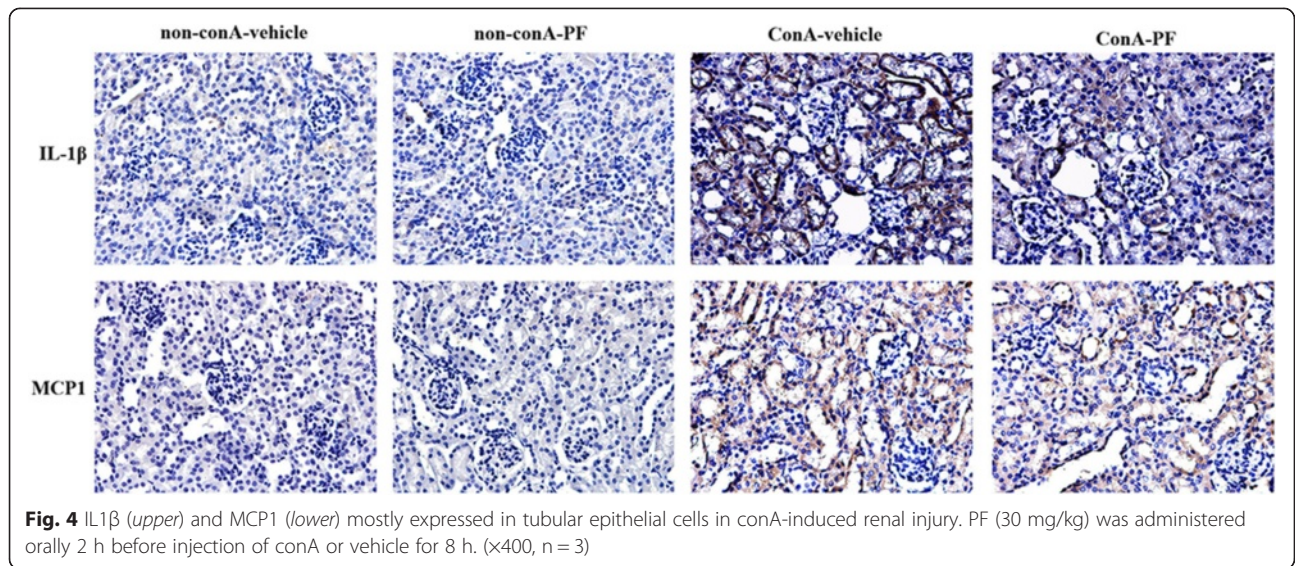 non-conA-vehicle non-conA-PF ConA-vehicle ConA-PF
IL-1β
MCP1
Fig. 4 IL1β (upper) and MCP1 (lower) mostly expressed in tubular epithelial cells in conA-induced renal injury. PF (30 mg/kg) was administered
orally 2 h before injection of conA or vehicle for 8 h. (×400, n = 3)